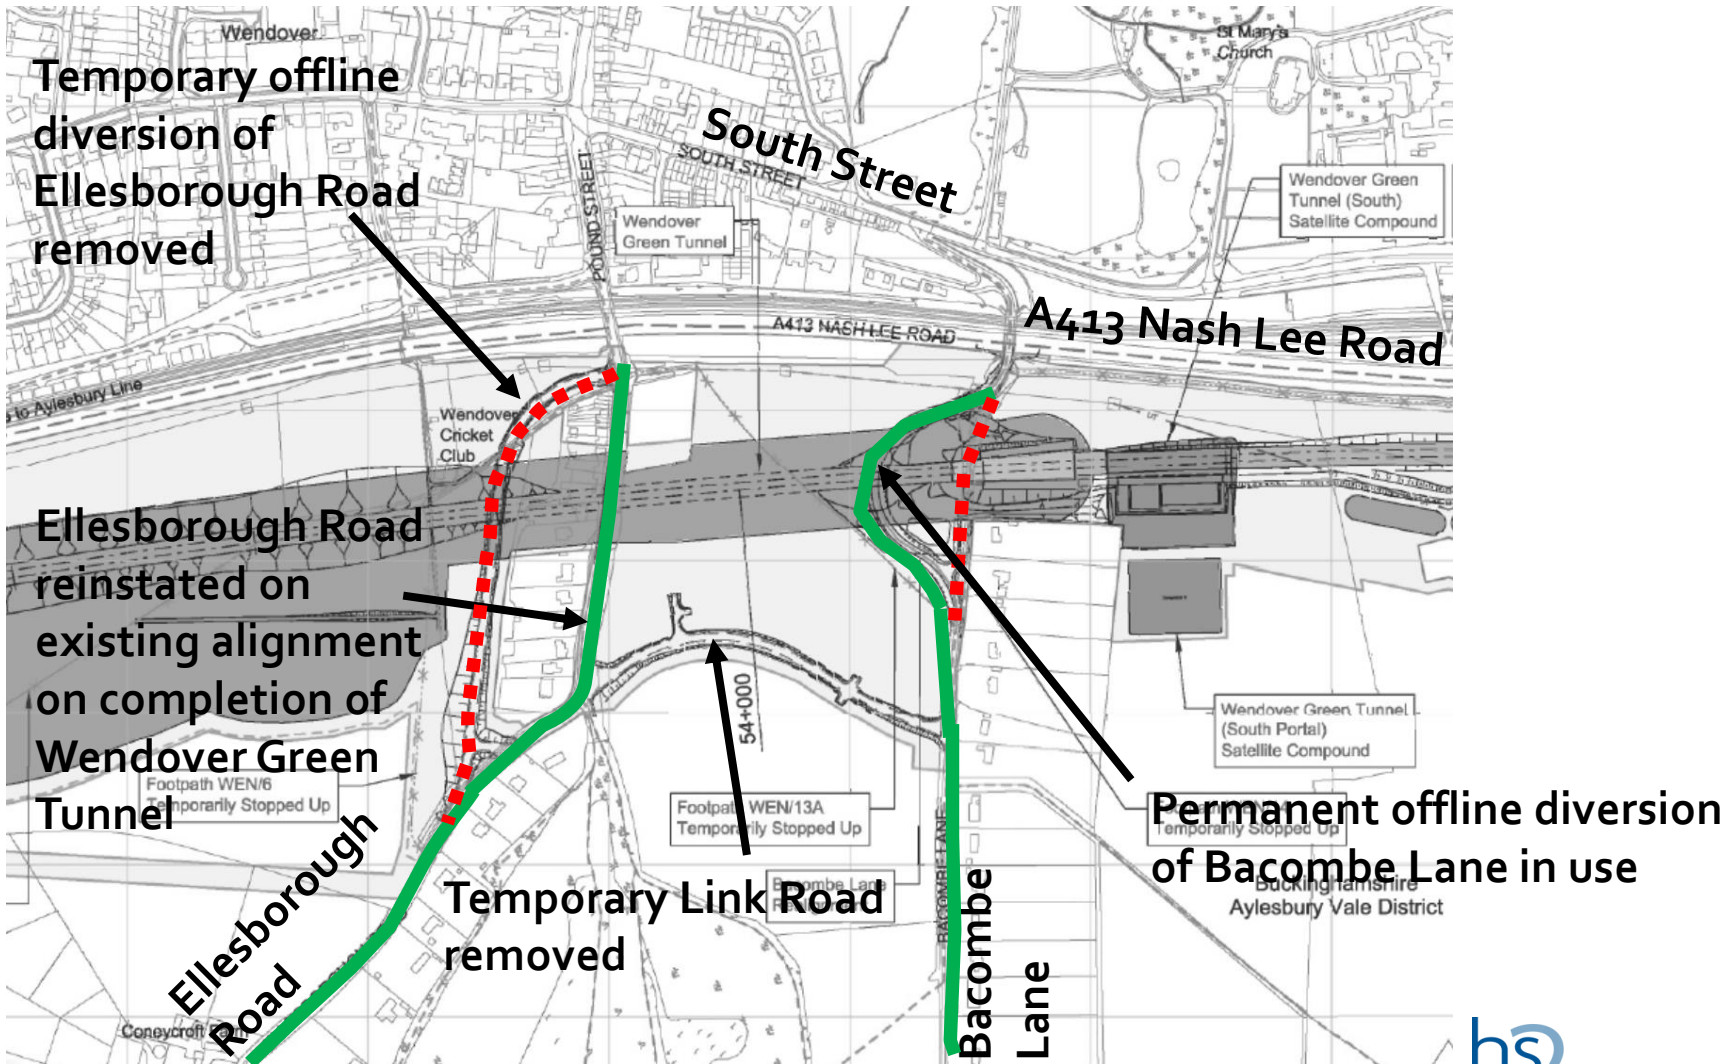 Wendover
Temporary offline
diversion of
Ellesborough Road
removed
St Mary's
Church
South Street
SOUTH STREET
POUND STREET
Wendover
Green Tunnel
Wendover Green
Tunnel (South)
Satellite Compound
A413 Nash Lee Road
A413 NASH LEE ROAD
to Aylesbury Line
Wendover
Cricket
Club
Ellesborough Road
reinstated on
existing alignment
on completion of
Wendover Green
Tunnel
54+000
Wendover Green Tunnel
(South Portal)
Satellite Compound
Footpath WEN/6
Temporarily Stopped Up
Footpath WEN/13A
Temporarily Stopped Up
Temporarily Stopped Up
Permanent offline diversion
of Bacombe Lane in use
Bacombe Lane
Temporary Link Road
removed
Buckinghamshire
Aylesbury Vale District
BACOMBE LANE
Bacombe
Lane
Ellesborough
Road
Coneycroft Farm
hs2